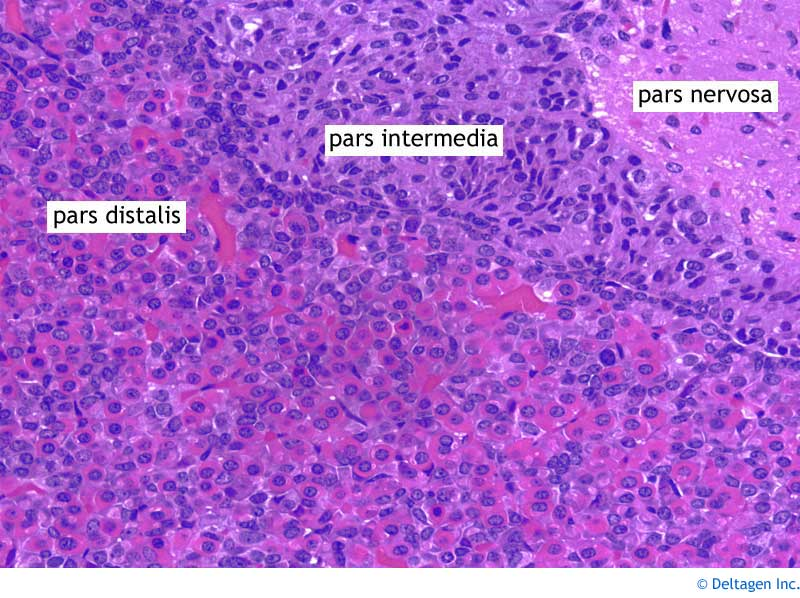 pars nervosa
pars intermedia
pars distalis
© Deltagen Inc.